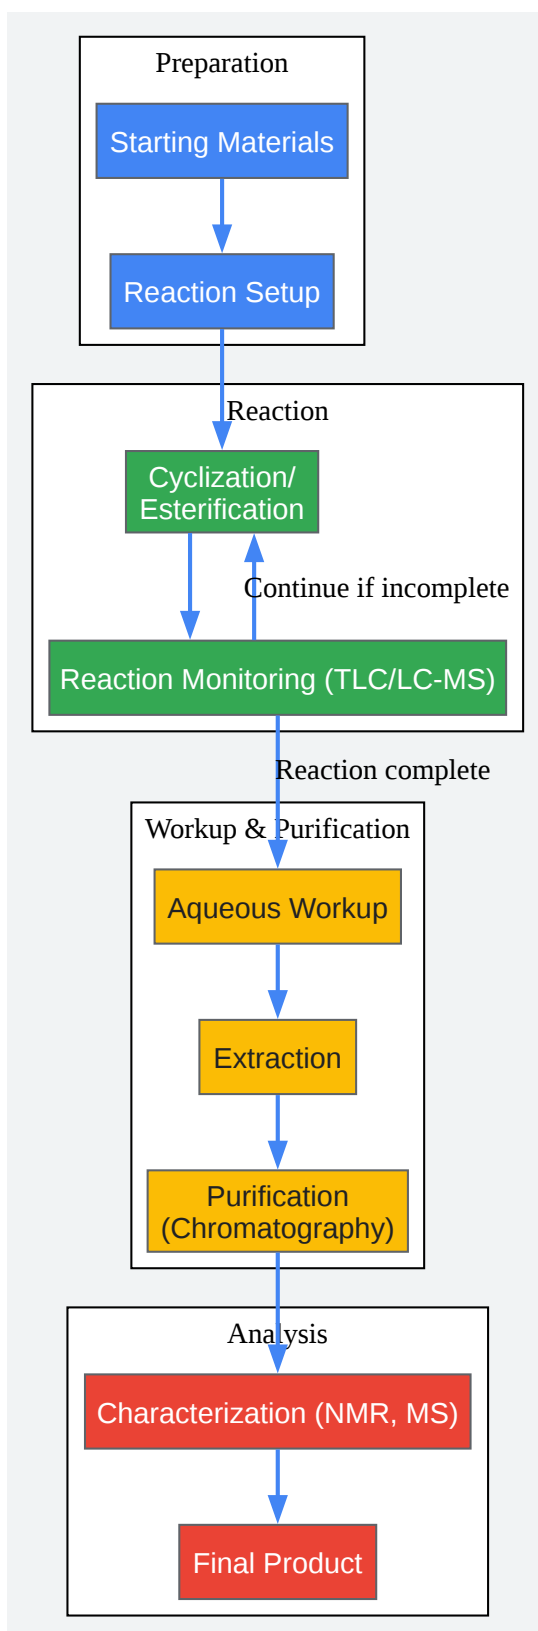 Preparation
Starting Materials
Reaction Setup
Reaction
Cyclization/
Esterification
Continue if incomplete
Reaction Monitoring (TLC/LC-MS)
Reaction complete
Workup & Purification
Aqueous Workup
Extraction
Purification
(Chromatography)
Analysis
Characterization (NMR, MS)
Final Product